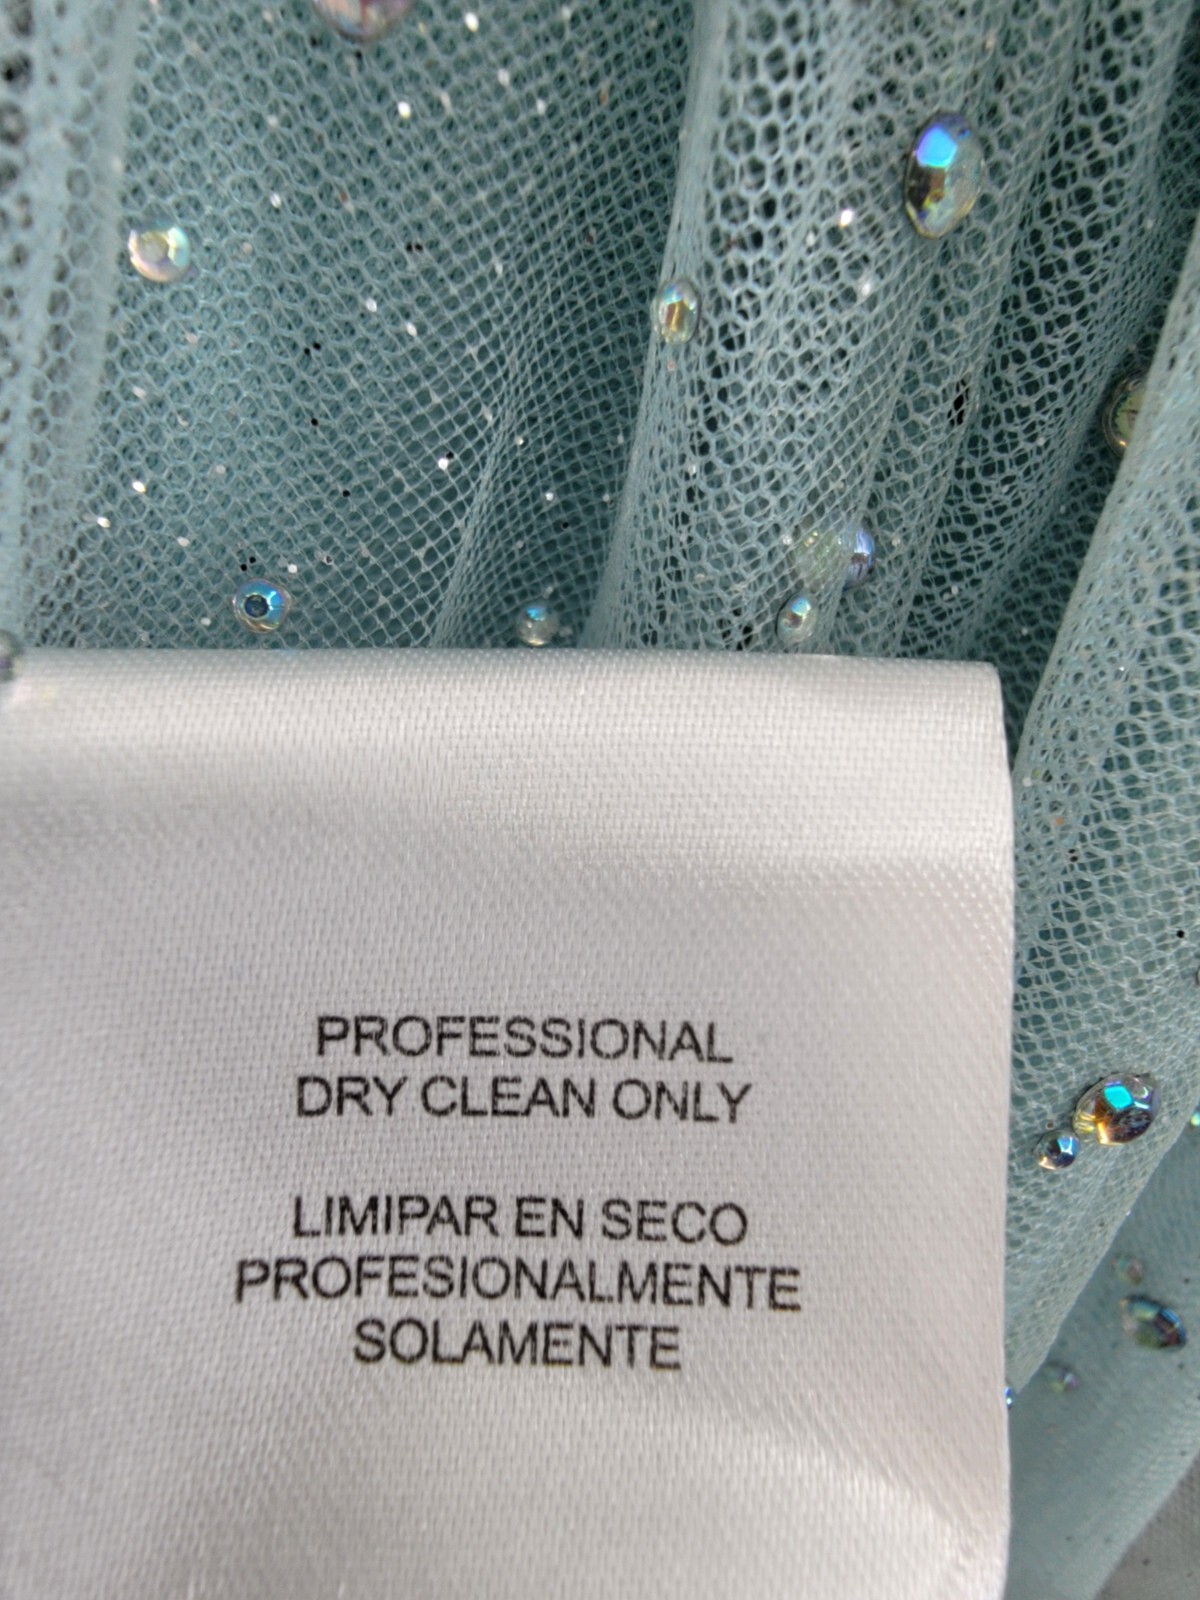 PROFESSIONAL
DRY CLEAN ONLY
LIMIPAR EN SECO
PROFESIONALMENTE
SOLAMENTE